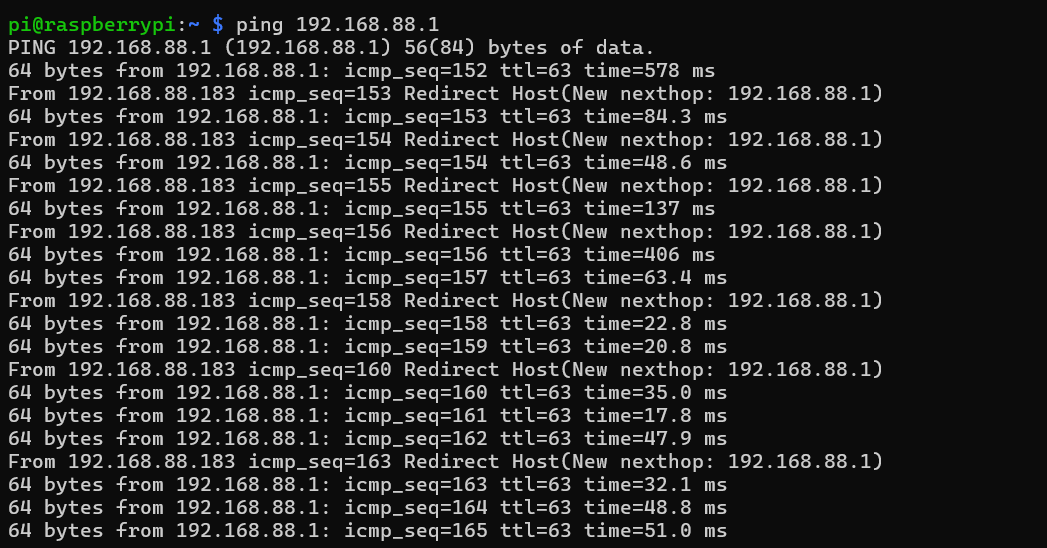 pi@raspberrypi:~ $ ping 192.168.88.1
PING 192.168.88.1 (192.168.88.1) 56(84) bytes of data.
64 bytes from 192.168.88.1: icmp_seq=152 ttl=63 time=578 ms
From 192.168.88.183 icmp_seq=153 Redirect Host(New nexthop: 192.168.88.1)
64 bytes from 192.168.88.1: icmp_seq=153 ttl=63 time=84.3 ms
From 192.168.88.183 icmp_seq=154 Redirect Host(New nexthop: 192.168.88.1)
64 bytes from 192.168.88.1: icmp_seq=154 ttl=63 time=48.6 ms
From 192.168.88.183 icmp_seq=155 Redirect Host(New nexthop: 192.168.88.1)
64 bytes from 192.168.88.1: icmp_seq=155 ttl=63 time=137 ms
From 192.168.88.183 icmp_seq=156 Redirect Host(New nexthop: 192.168.88.1)
64 bytes from 192.168.88.1: icmp_seq=156 ttl=63 time=406 ms
64 bytes from 192.168.88.1: icmp_seq=157 ttl=63 time=63.4 ms
From 192.168.88.183 icmp_seq=158 Redirect Host(New nexthop: 192.168.88.1)
64 bytes from 192.168.88.1: icmp_seq=158 ttl=63 time=22.8 ms
64 bytes from 192.168.88.1: icmp_seq=159 ttl=63 time=20.8 ms
From 192.168.88.183 icmp_seq=160 Redirect Host(New nexthop: 192.168.88.1)
64 bytes from 192.168.88.1: icmp_seq=160 ttl=63 time=35.0 ms
64 bytes from 192.168.88.1: icmp_seq=161 ttl=63 time=17.8 ms
64 bytes from 192.168.88.1: icmp_seq=162 ttl=63 time=47.9 ms
From 192.168.88.183 icmp_seq=163 Redirect Host(New nexthop: 192.168.88.1)
64 bytes from 192.168.88.1: icmp_seq=163 ttl=63 time=32.1 ms
64 bytes from 192.168.88.1: icmp_seq=164 ttl=63 time=48.8 ms
64 bytes from 192.168.88.1: icmp_seq=165 ttl=63 time=51.0 ms